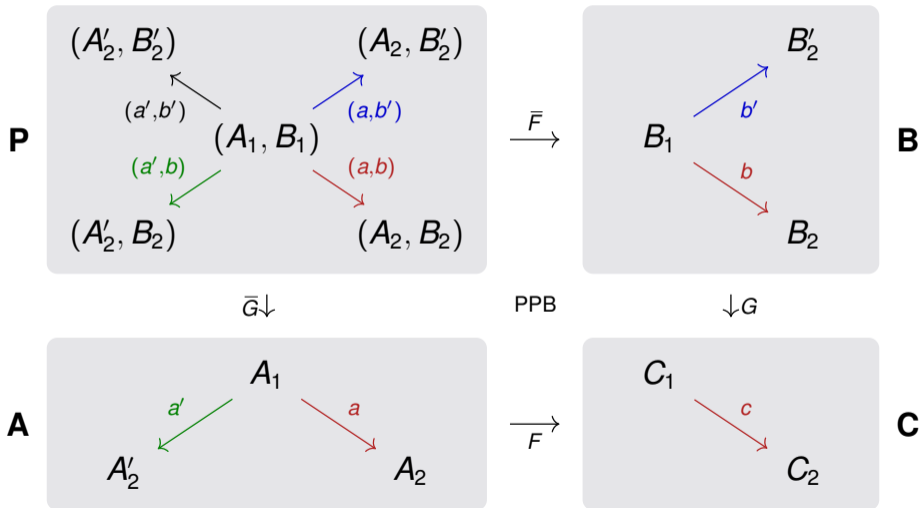 (A′₂, B′₂) (A₂, B′₂) B′₂
(a′,b′) (a,b′) F̄ b′
P (A₁, B₁) B₁ B
(a′,b) (a,b) b
(A′₂, B₂) (A₂, B₂) B₂
Ḡ↓ PPB ↓G
A₁ C₁
a′ a c
A F C
A′₂ A₂ C₂